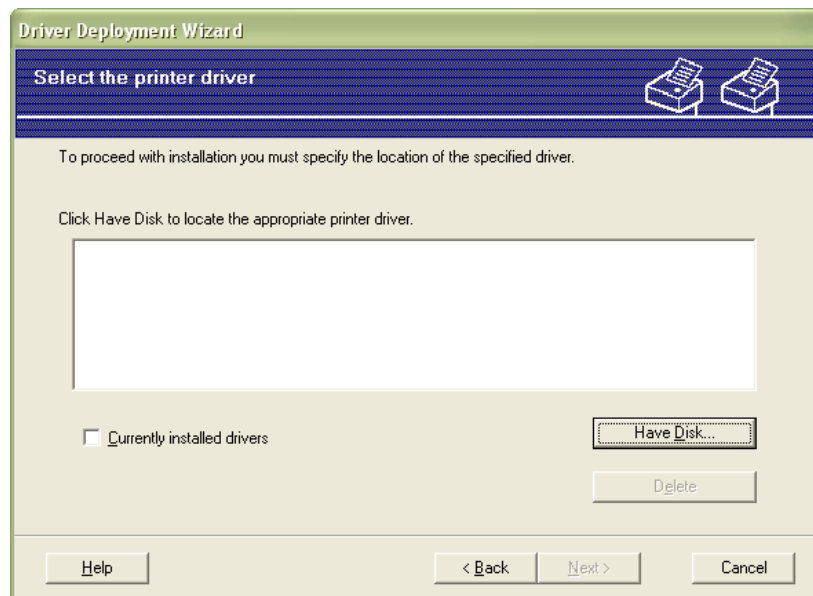 Driver Deployment Wizard
Select the printer driver
To proceed with installation you must specify the location of the specified driver.
Click Have Disk to locate the appropriate printer driver.
Currently installed drivers
Have Disk...
Delete
Help
< Back
Next >
Cancel